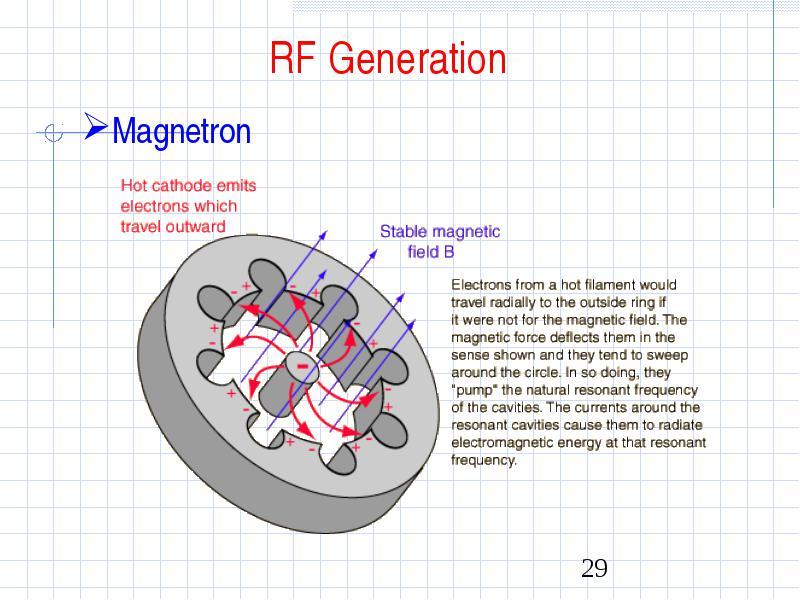 RF Generation
Magnetron
Hot cathode emits
electrons which
travel outward
Stable magnetic
field B
Electrons from a hot filament would
travel radially to the outside ring if
it were not for the magnetic field. The
magnetic force deflects them in the
sense shown and they tend to sweep
around the circle. In so doing, they
"pump" the natural resonant frequency
of the cavities. The currents around the
resonant cavities cause them to radiate
electromagnetic energy at that resonant
frequency.
29